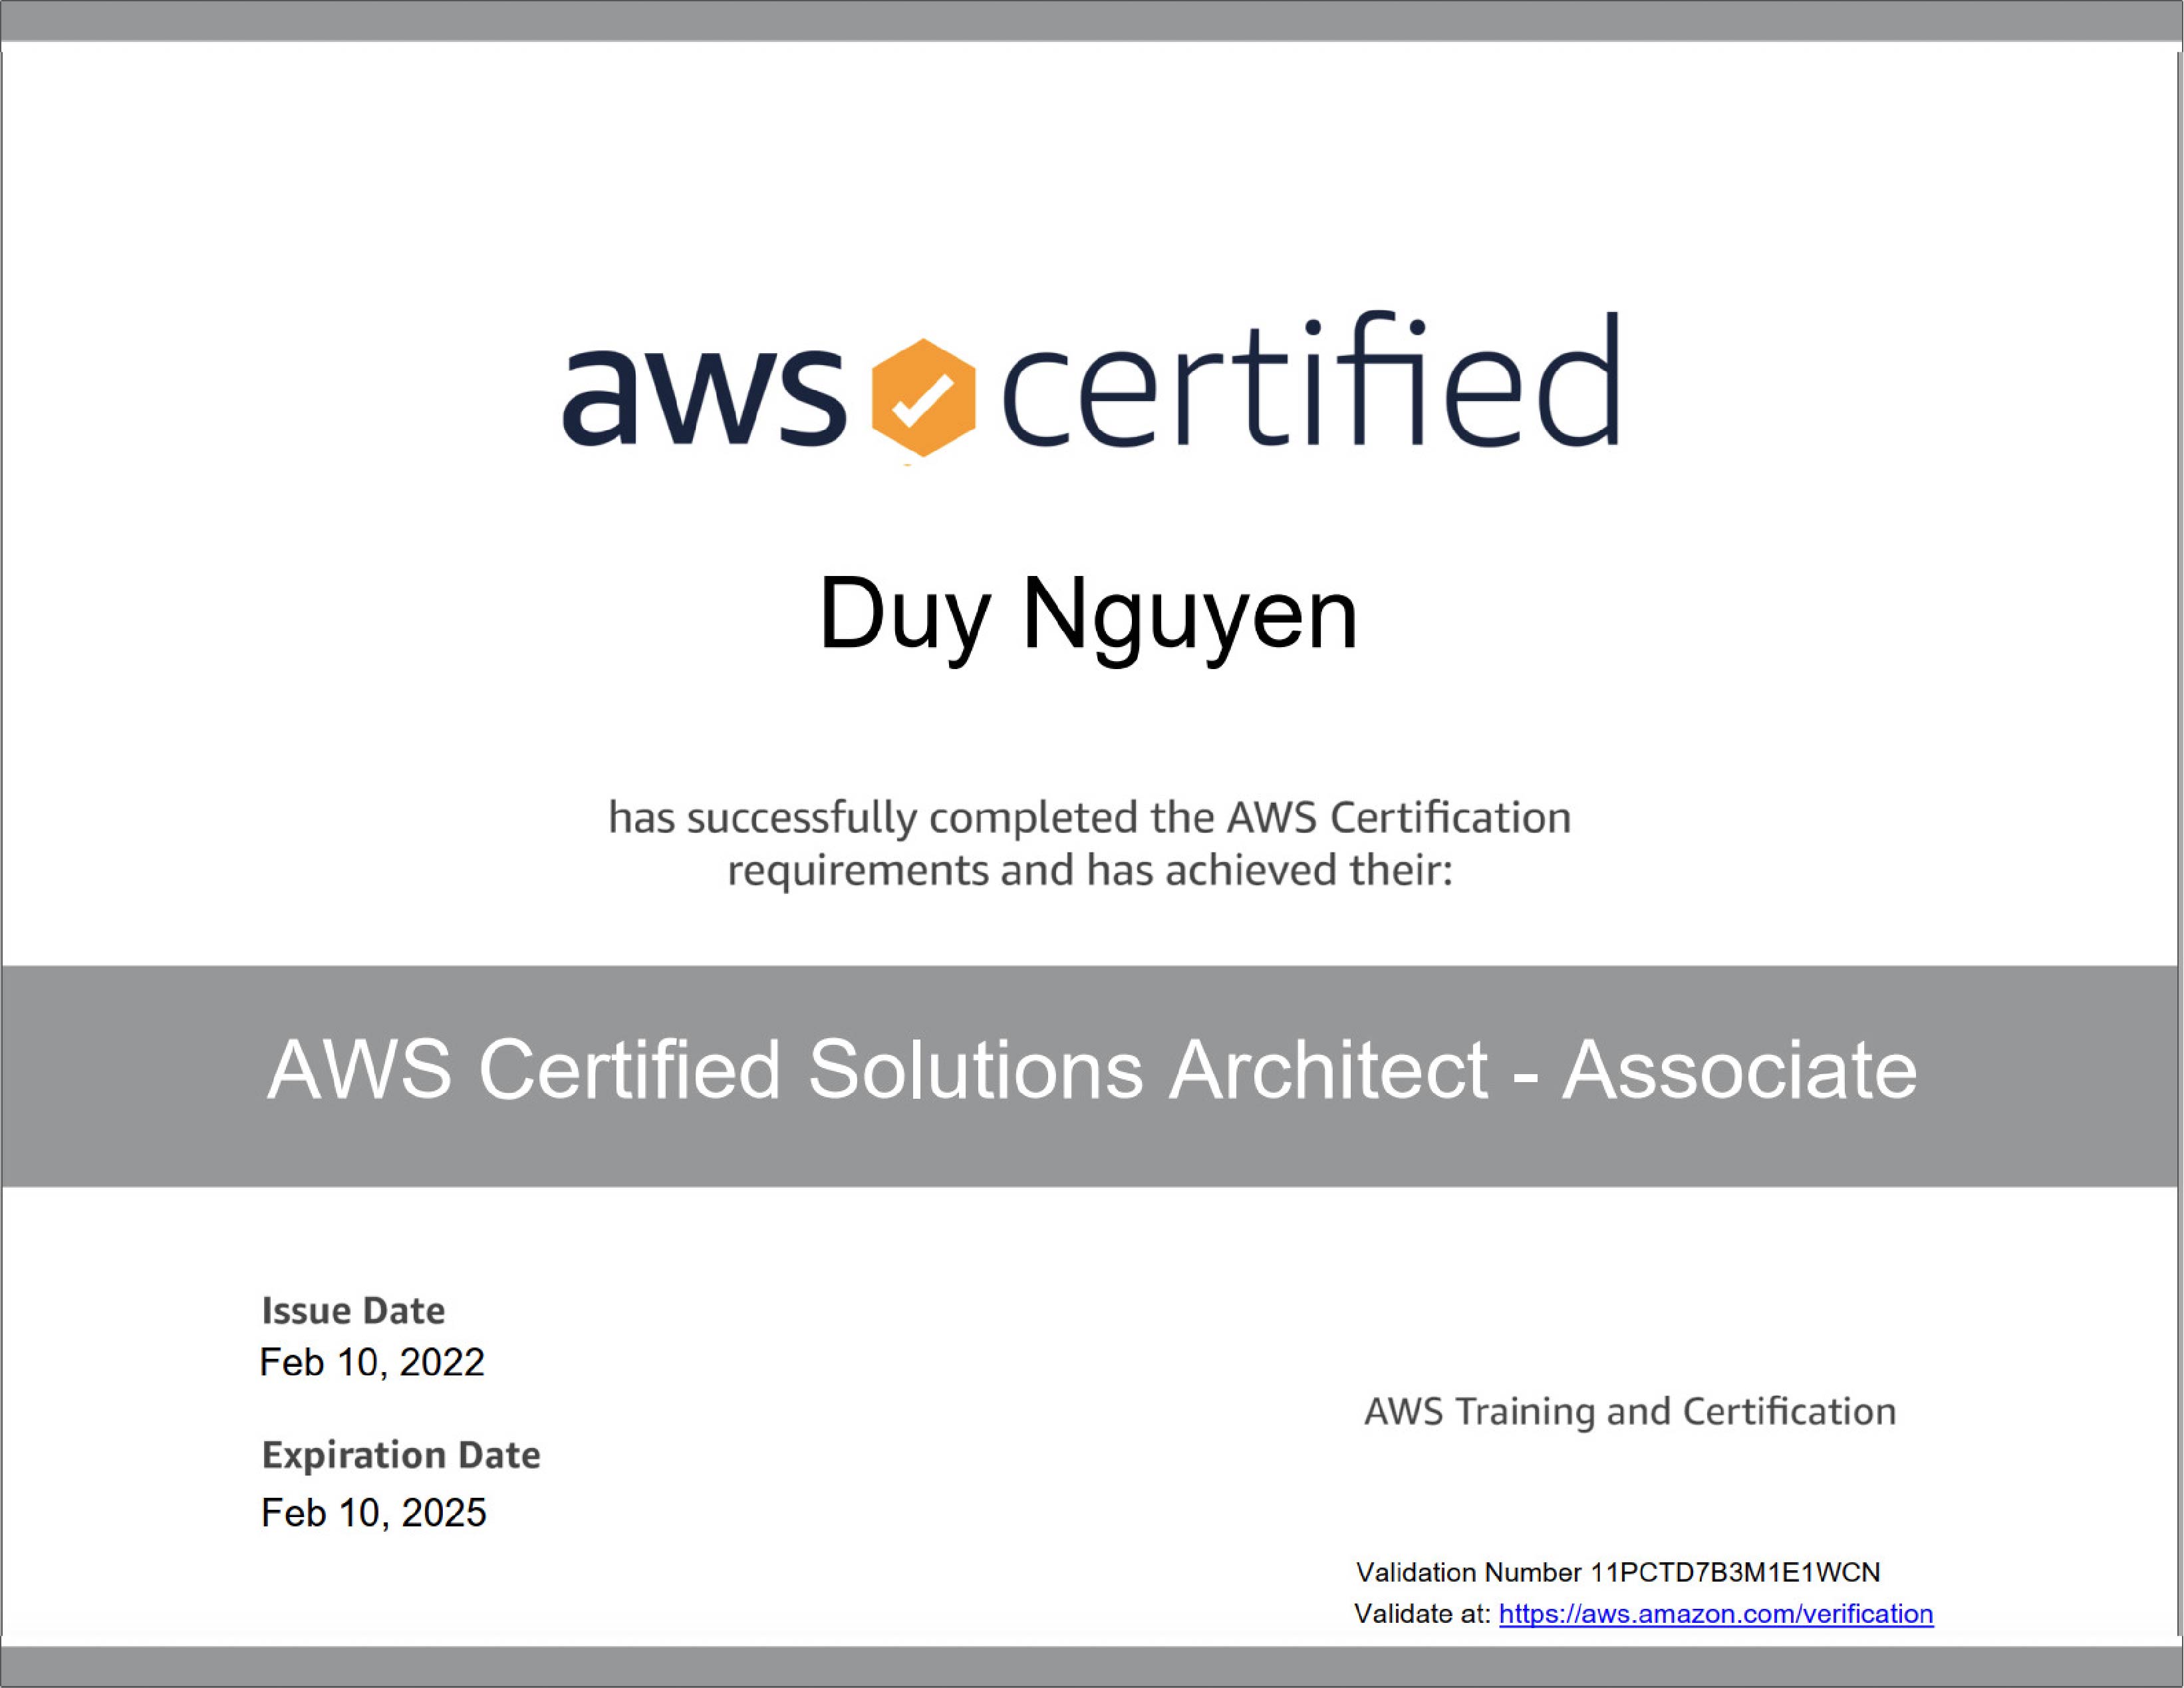 aws certified
Duy Nguyen
has successfully completed the AWS Certification
requirements and has achieved their:
AWS Certified Solutions Architect - Associate
Issue Date
Feb 10, 2022
Expiration Date
Feb 10, 2025
AWS Training and Certification
Validation Number 11PCTD7B3M1E1WCN
Validate at: https://aws.amazon.com/verification